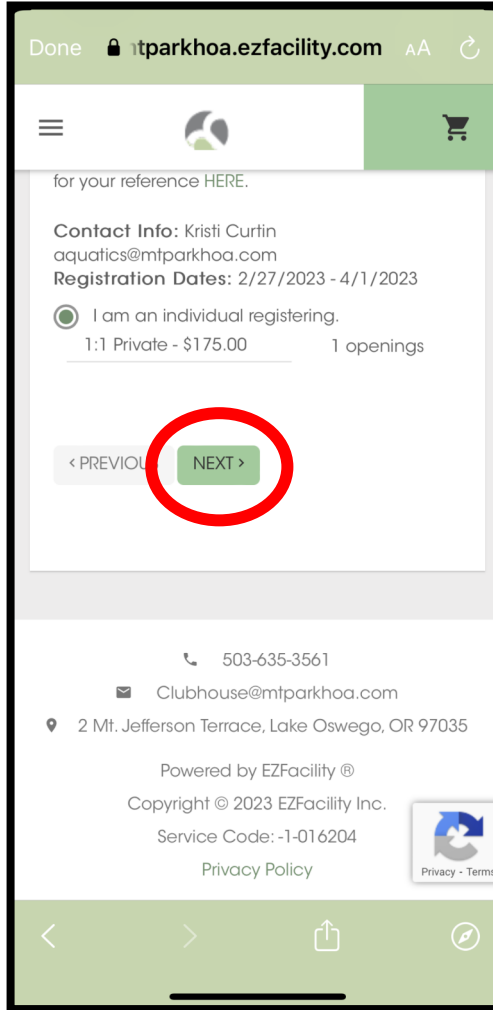 Done tparkhoa.ezfacility.com AA
for your reference HERE.
Contact Info: Kristi Curtin
aquatics@mtparkhoa.com
Registration Dates: 2/27/2023 - 4/1/2023
I am an individual registering.
1:1 Private - $175.00 1 openings
< PREVIOUS NEXT >
503-635-3561
Clubhouse@mtparkhoa.com
2 Mt. Jefferson Terrace, Lake Oswego, OR 97035
Powered by EZFacility ®
Copyright © 2023 EZFacility Inc.
Service Code: -1-016204
Privacy Policy
Privacy - Terms